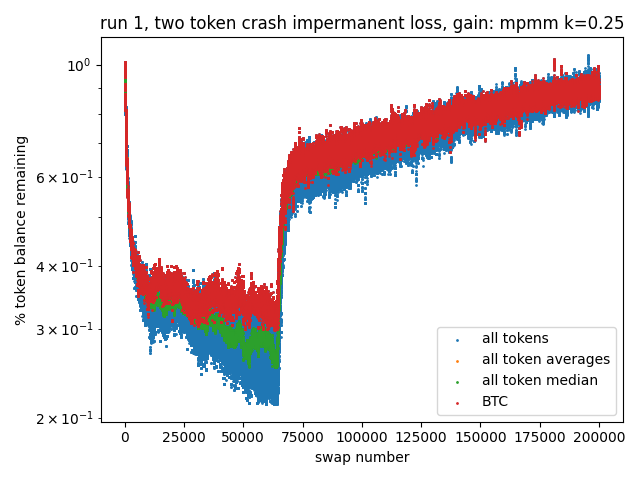 run 1, two token crash impermanent loss, gain: mpmm k=0.25
% token balance remaining
10⁰
6 × 10⁻¹
4 × 10⁻¹
3 × 10⁻¹
2 × 10⁻¹
all tokens
all token averages
all token median
BTC
0 25000 50000 75000 100000 125000 150000 175000 200000
swap number